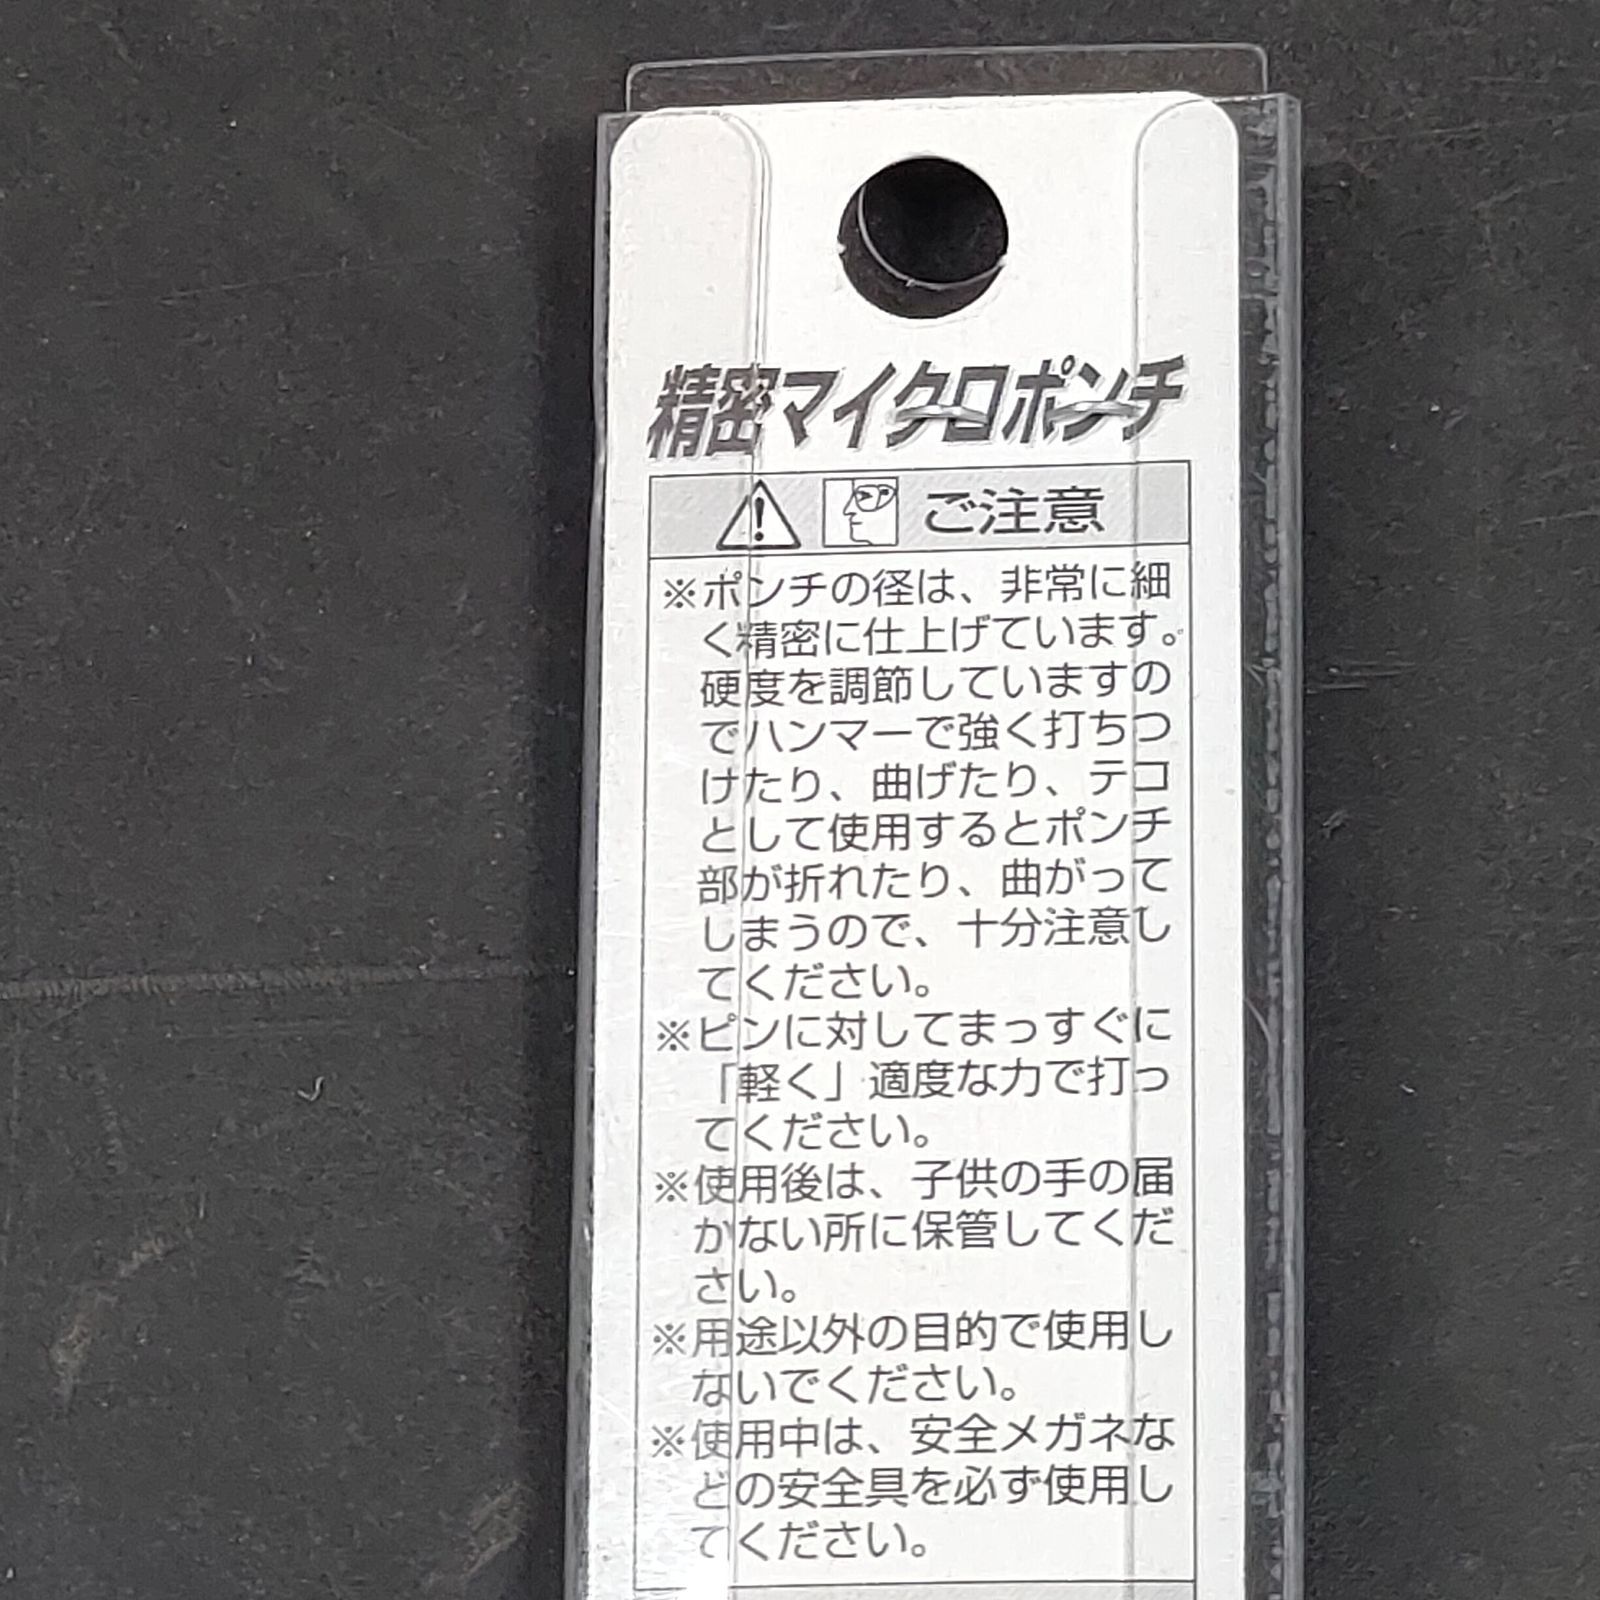 精密マイクロポンチ
ご注意
※ポンチの径は、非常に細
く精密に仕上げています。
硬度を調節していますの
でハンマーで強く打ちつ
けたり、曲げたり、テコ
として使用するとポンチ
部が折れたり、曲がって
しまうので、十分注意し
てください。
※ピンに対してまっすぐに
「軽く」適度な力で打っ
てください。
※使用後は、子供の手の届
かない所に保管してくだ
さい。
※用途以外の目的で使用し
ないでください。
※使用中は、安全メガネな
どの安全具を必ず使用し
てください。